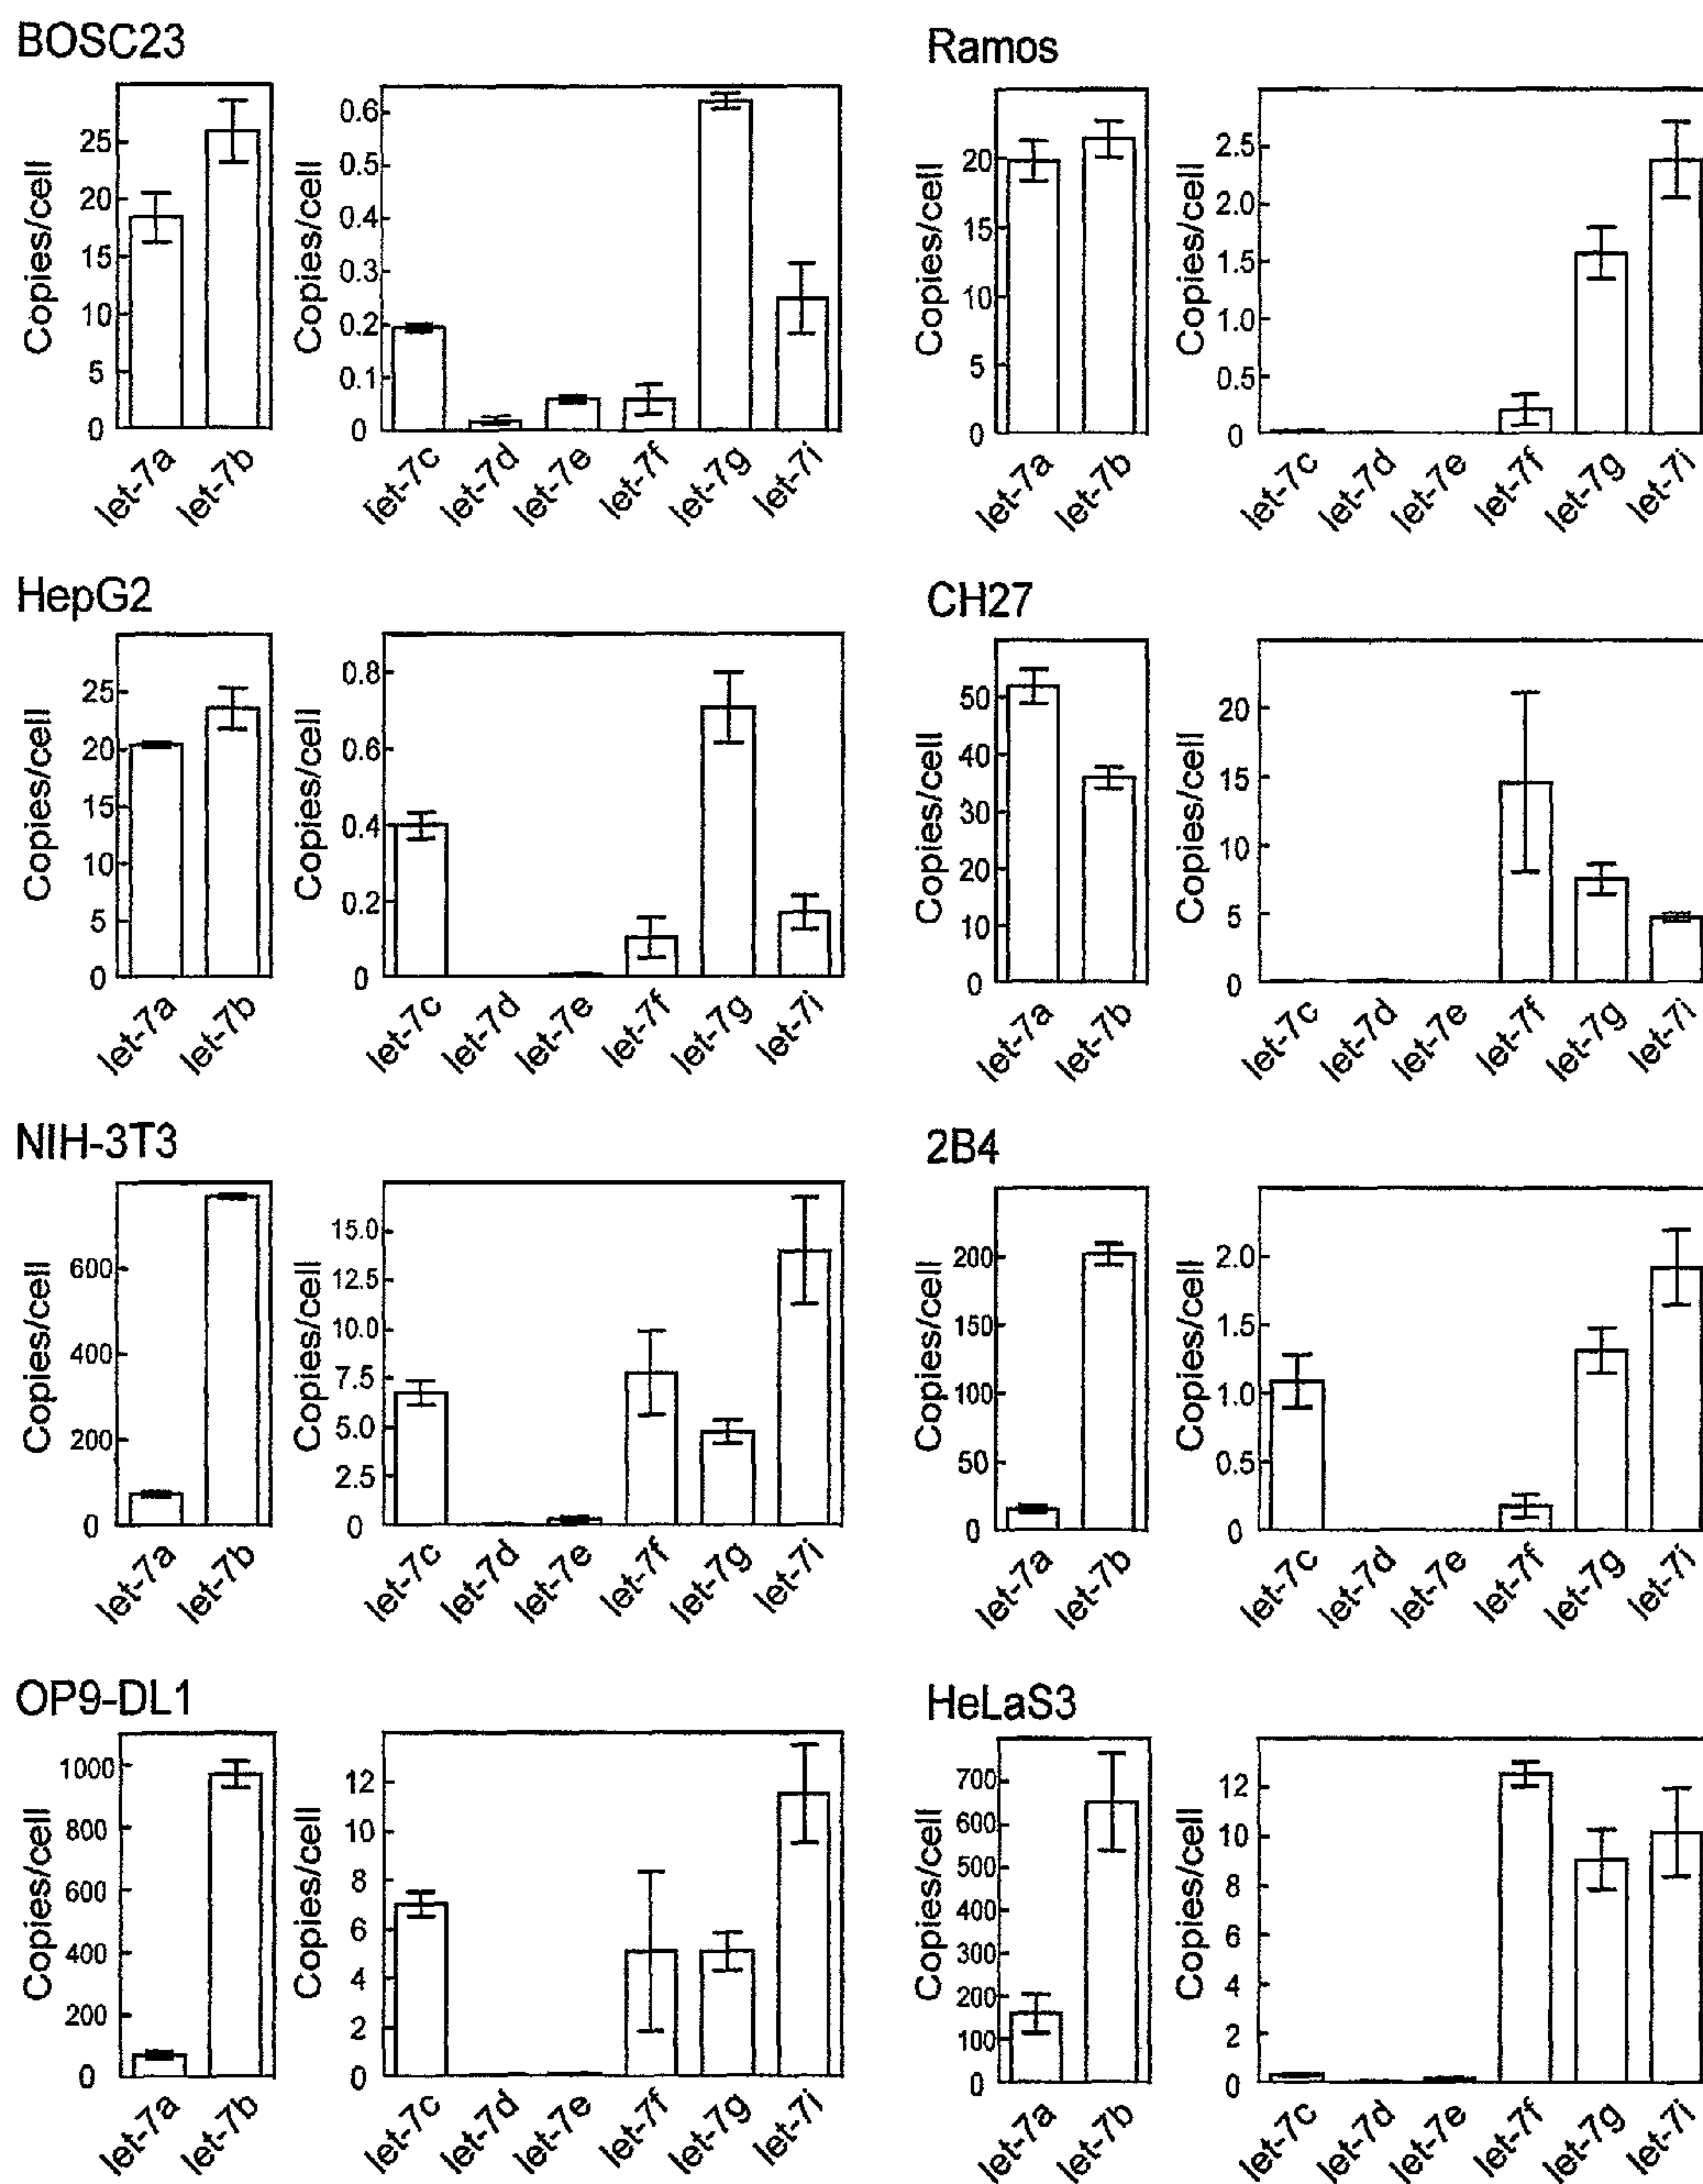 BOSC23
Copies/cell
25
20
15
10
5
0
let-7a let-7b
Copies/cell
0.6
0.5
0.4
0.3
0.2
0.1
0
let-7c let-7d let-7e let-7f let-7g let-7i
Ramos
Copies/cell
20
15
10
5
0
let-7a let-7b
Copies/cell
2.5
2.0
1.5
1.0
0.5
0
let-7c let-7d let-7e let-7f let-7g let-7i
HepG2
Copies/cell
25
20
15
10
5
0
let-7a let-7b
Copies/cell
0.8
0.6
0.4
0.2
0
let-7c let-7d let-7e let-7f let-7g let-7i
CH27
Copies/cell
50
40
30
20
10
0
let-7a let-7b
Copies/cell
20
15
10
5
0
let-7c let-7d let-7e let-7f let-7g let-7i
NIH-3T3
Copies/cell
600
400
200
0
let-7a let-7b
Copies/cell
15.0
12.5
10.0
7.5
5.0
2.5
0
let-7c let-7d let-7e let-7f let-7g let-7i
2B4
Copies/cell
200
150
100
50
0
let-7a let-7b
Copies/cell
2.0
1.5
1.0
0.5
0
let-7c let-7d let-7e let-7f let-7g let-7i
OP9-DL1
Copies/cell
1000
800
600
400
200
0
let-7a let-7b
Copies/cell
12
10
8
6
4
2
0
let-7c let-7d let-7e let-7f let-7g let-7i
HeLaS3
Copies/cell
700
600
500
400
300
200
100
0
let-7a let-7b
Copies/cell
12
10
8
6
4
2
0
let-7c let-7d let-7e let-7f let-7g let-7i